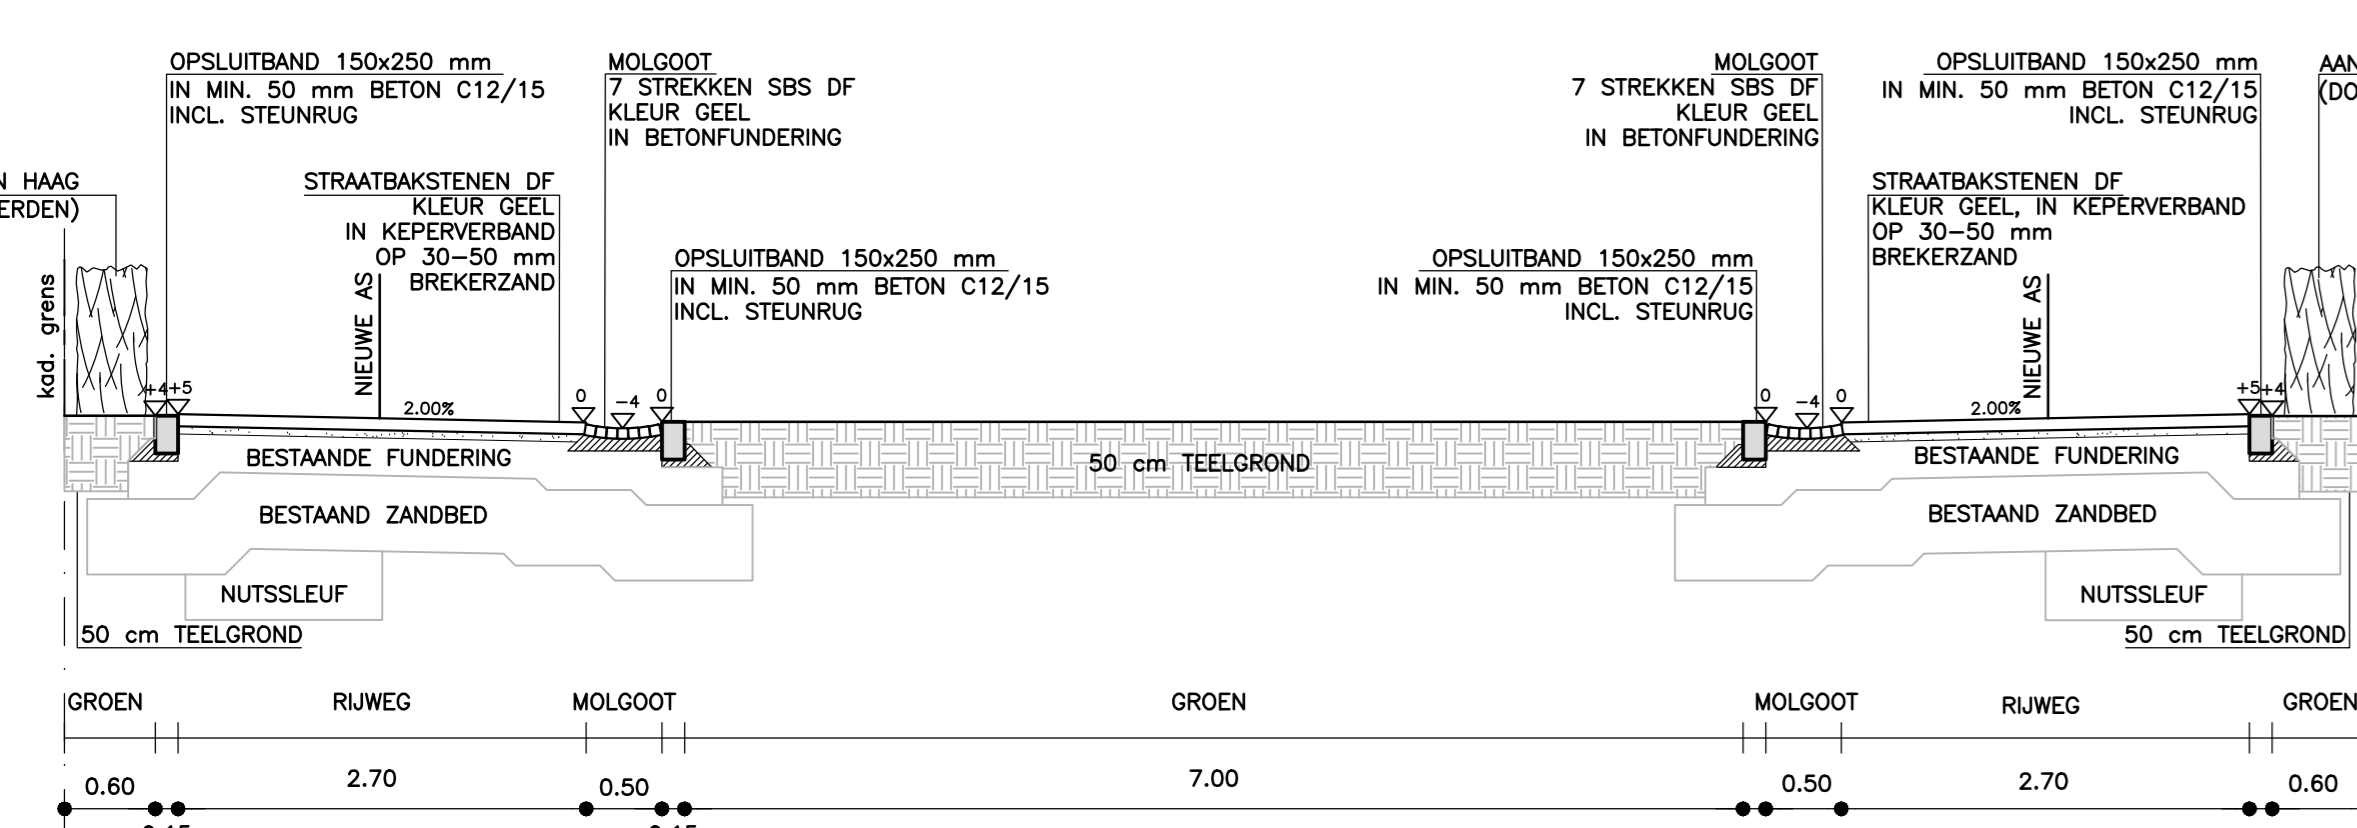 OPSLUITBAND 150x250 mm
IN MIN. 50 mm BETON C12/15
INCL. STEUNRUG
MOLGOOT
7 STREKKEN SBS DF
KLEUR GEEL
IN BETONFUNDERING
MOLGOOT
7 STREKKEN SBS DF
KLEUR GEEL
IN BETONFUNDERING
OPSLUITBAND 150x250 mm
IN MIN. 50 mm BETON C12/15
INCL. STEUNRUG
HAAG
STRAATBAKSTENEN DF
KLEUR GEEL
IN KEPERVERBAND
OP 30-50 mm
BREKERZAND
STRAATBAKSTENEN DF
KLEUR GEEL, IN KEPERVERBAND
OP 30-50 mm
BREKERZAND
OPSLUITBAND 150x250 mm
IN MIN. 50 mm BETON C12/15
INCL. STEUNRUG
OPSLUITBAND 150x250 mm
IN MIN. 50 mm BETON C12/15
INCL. STEUNRUG
kad. grens
NIEUWE AS
NIEUWE AS
+4 +5
2.00%
0
-4
0
0
-4
0
2.00%
+5 +4
BESTAANDE FUNDERING
50 cm TEELGROND
BESTAANDE FUNDERING
BESTAAND ZANDBED
BESTAAND ZANDBED
NUTSSLEUF
NUTSSLEUF
50 cm TEELGROND
50 cm TEELGROND
GROEN
RIJWEG
MOLGOOT
GROEN
MOLGOOT
RIJWEG
GROEN
0.60
2.70
0.50
7.00
0.50
2.70
0.60